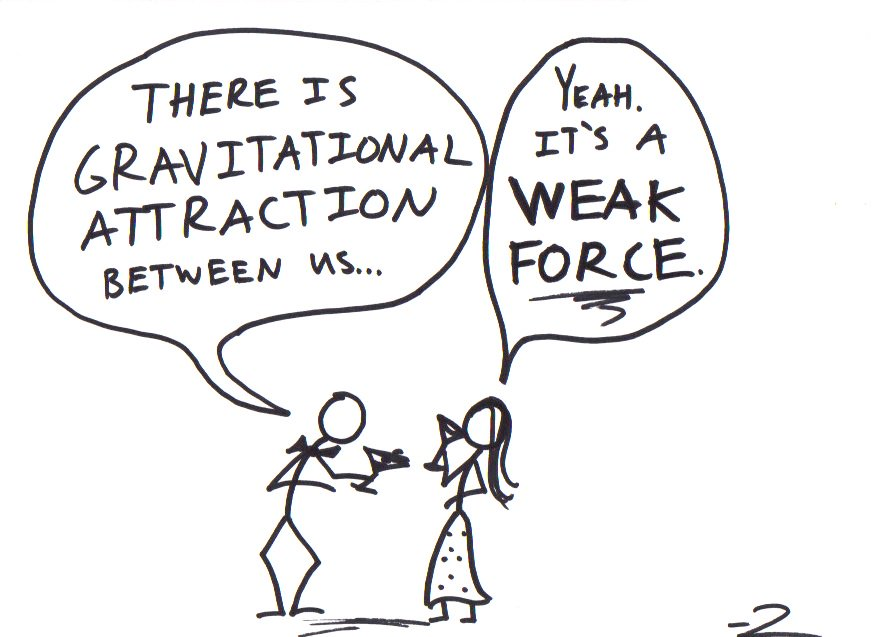 THERE IS
GRAVITATIONAL
ATTRACTION
BETWEEN US...
YEAH.
IT'S A
WEAK
FORCE.